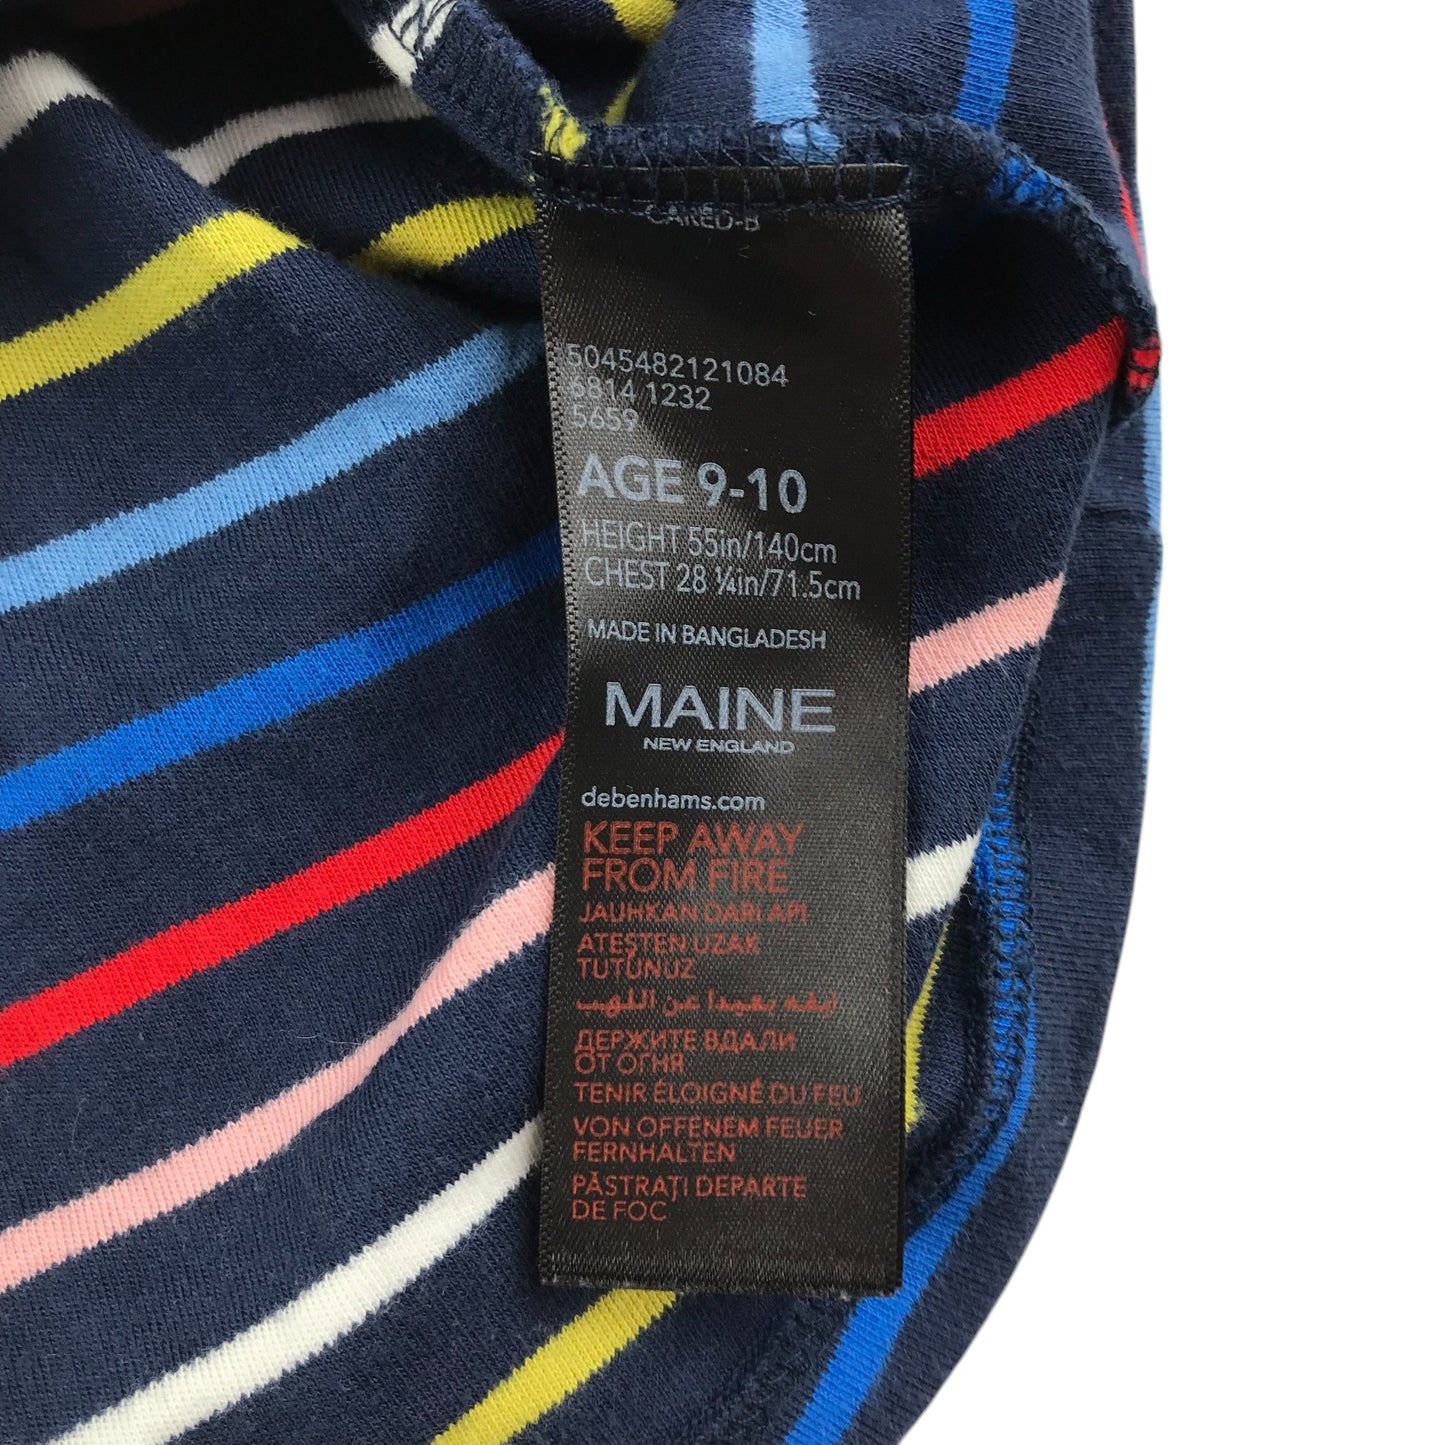 CARED-B
5045482121084
6814 1232
5659
AGE 9-10
HEIGHT 55in/140cm
CHEST 28 ¼in/71.5cm
MADE IN BANGLADESH
MAINE
NEW ENGLAND
debenhams.com
KEEP AWAY
FROM FIRE
JAUHKAN DARI API
ATEŞTEN UZAK
TUTUNUZ
ابقه بعيدا عن اللهب
ДЕРЖИТЕ ВДАЛИ
ОТ ОГНЯ
TENIR ÉLOIGNÉ DU FEU
VON OFFENEM FEUER
FERNHALTEN
PĂSTRAŢI DEPARTE
DE FOC